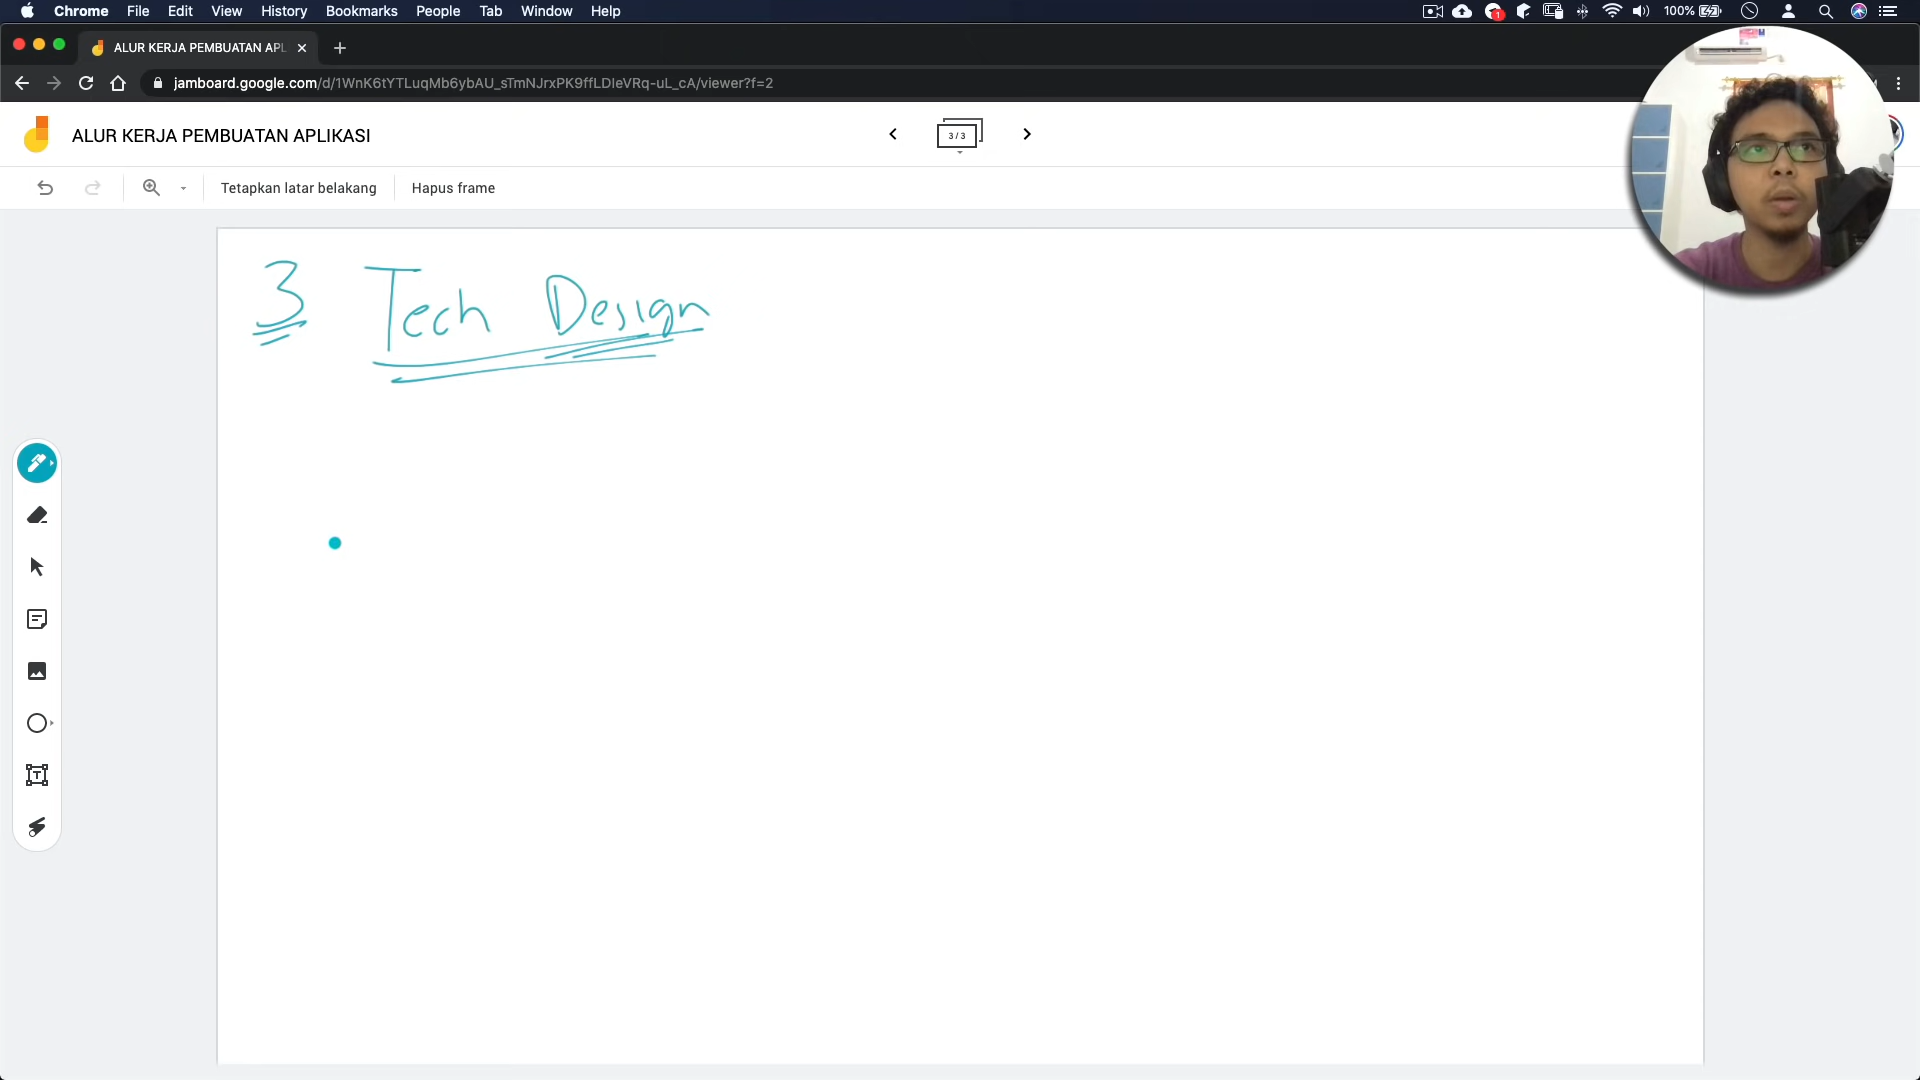 Chrome File Edit View History Bookmarks People Tab Window Help 1 100%
ALUR KERJA PEMBUATAN APL
jamboard.google.com/d/1WnK6tYTLuqMb6ybAU_sTmNJrxPK9ffLDIeVRq-uL_cA/viewer?f=2
ALUR KERJA PEMBUATAN APLIKASI 3 / 3
Tetapkan latar belakang Hapus frame
3 Tech Design